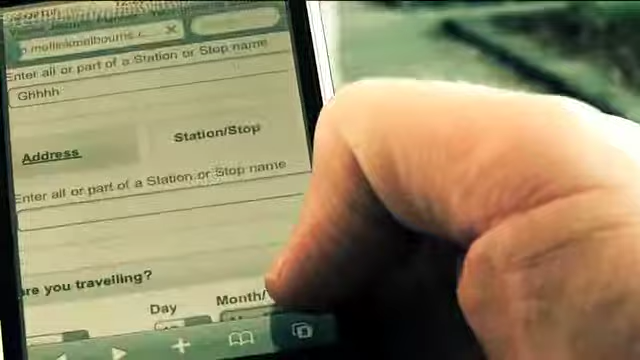 Enter all or part of a Station or Stop name
Ghhhh
Address
Station/Stop
Enter all or part of a Station or Stop name
are you travelling?
Day
Month/